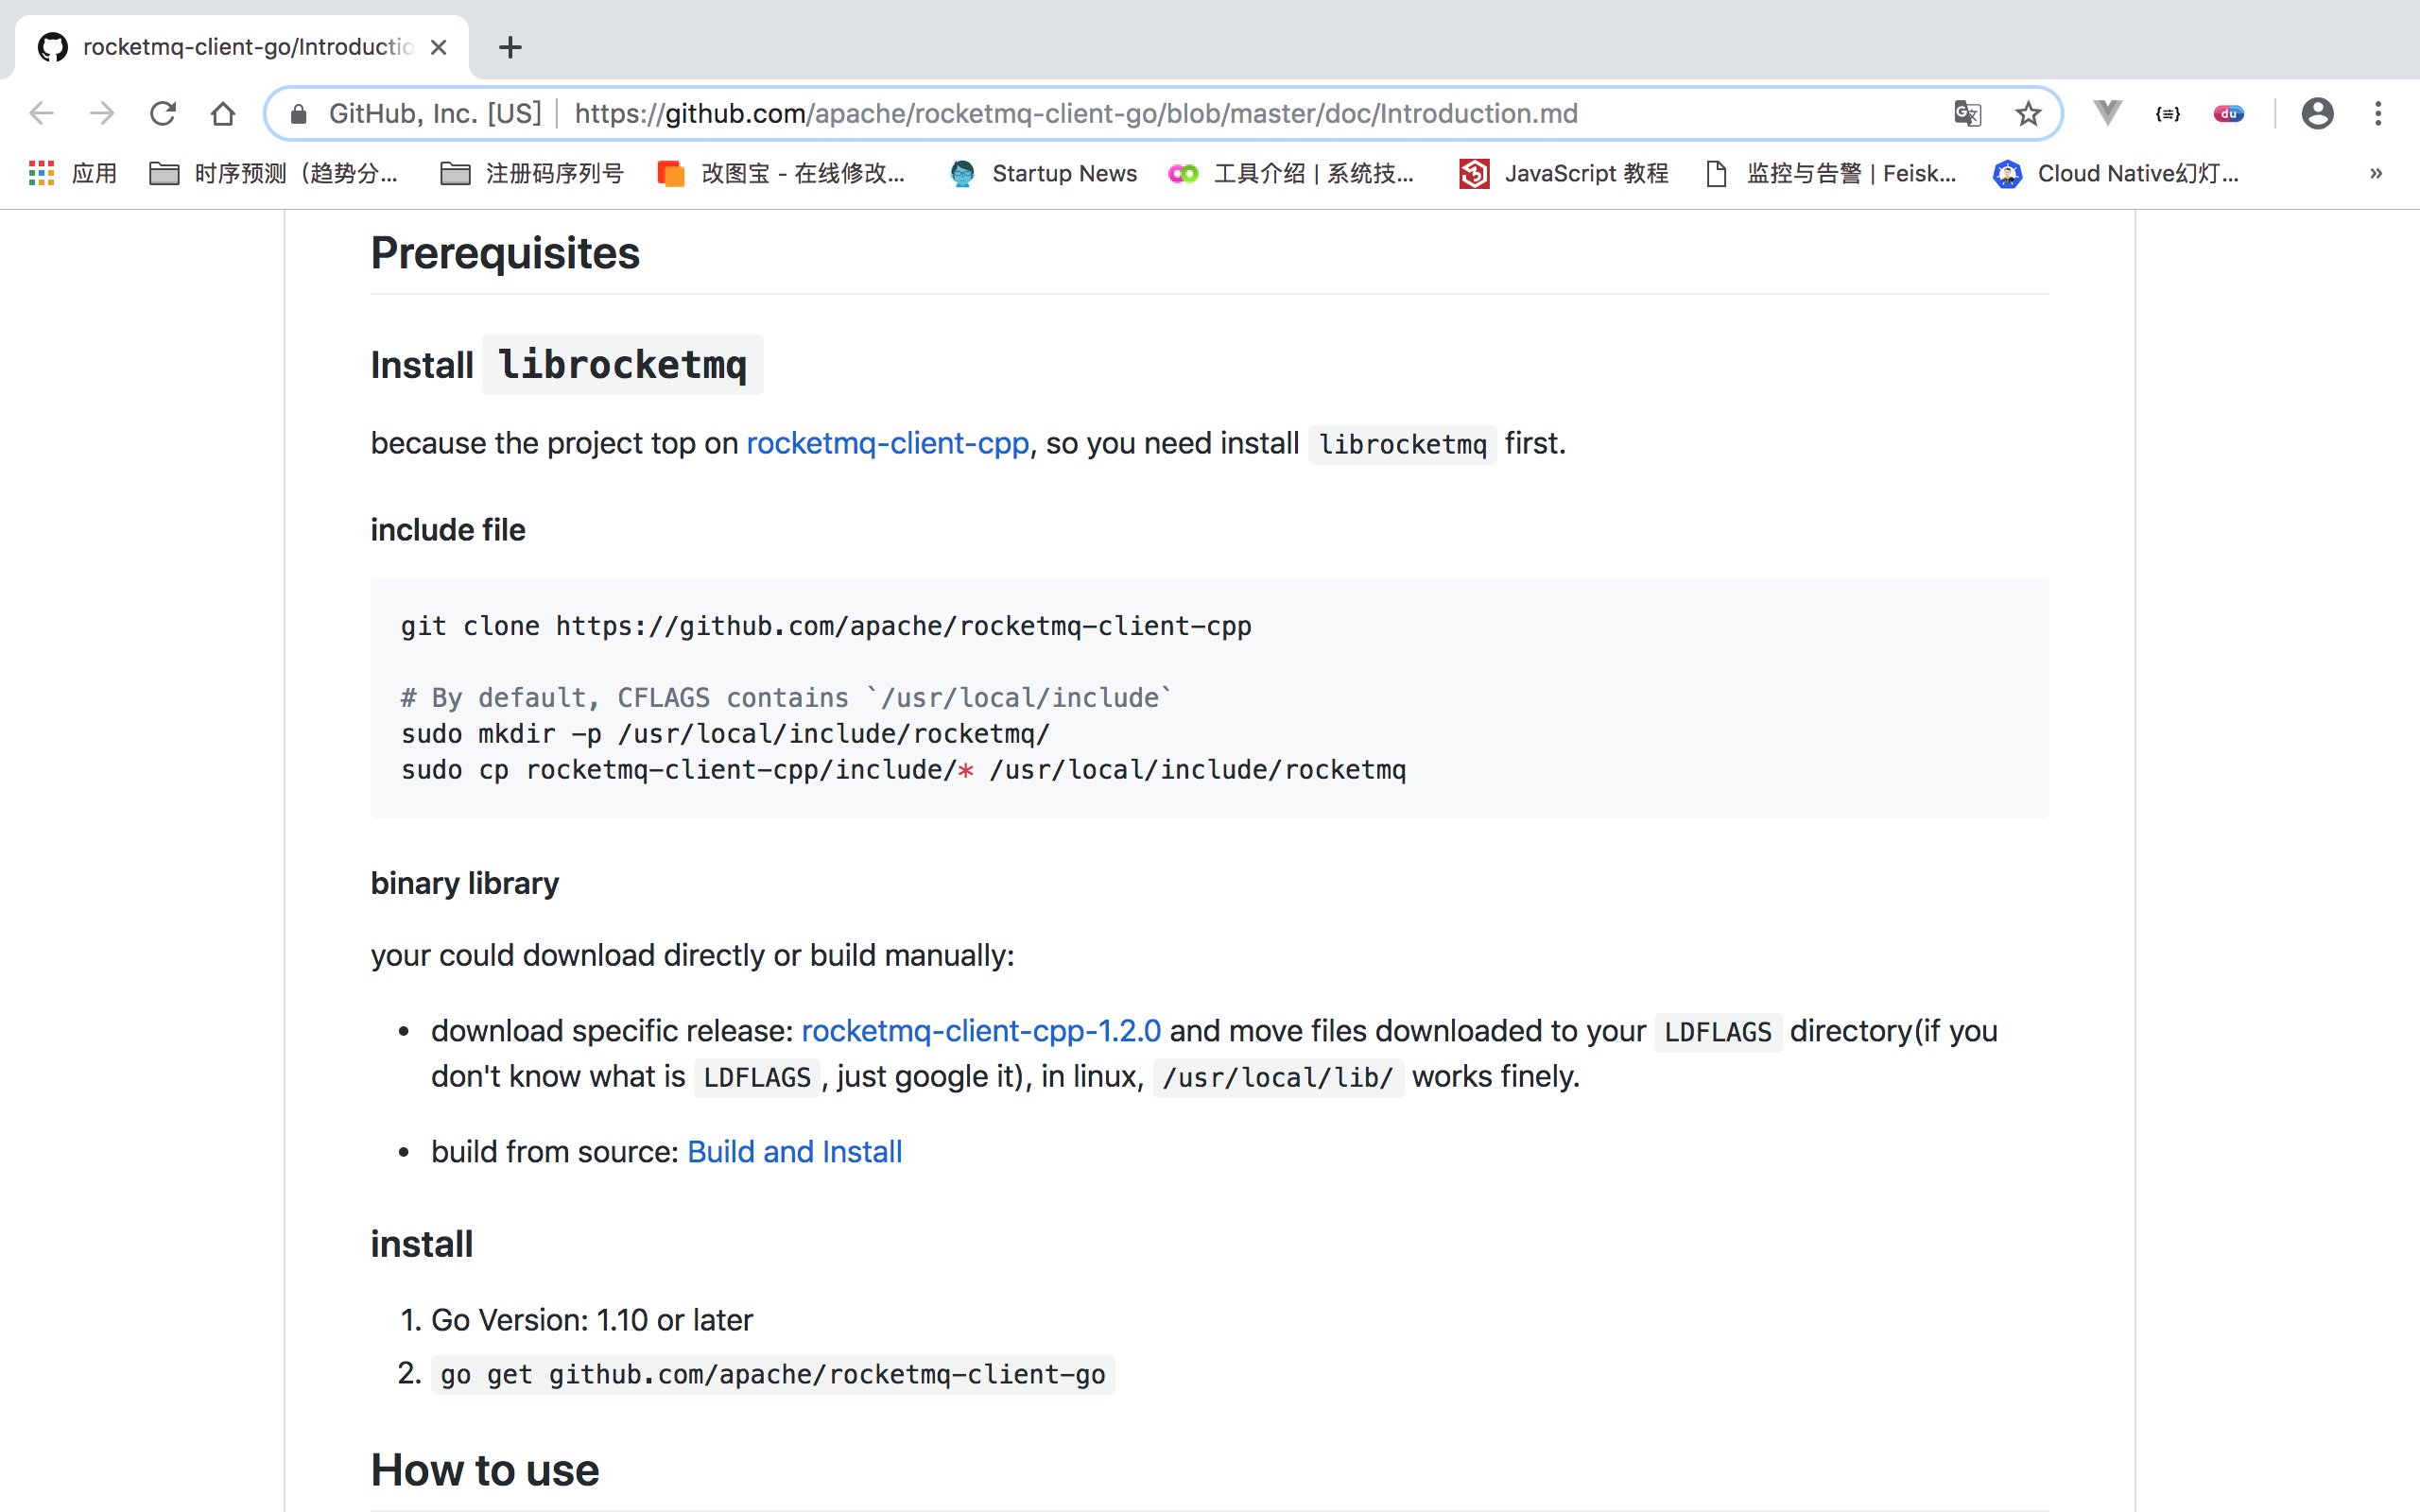 rocketmq-client-go/Introductio
GitHub, Inc. [US] https://github.com/apache/rocketmq-client-go/blob/master/doc/Introduction.md du
应用 时序预测（趋势分... 注册码序列号 改图宝 - 在线修改... Startup News 工具介绍 | 系统技... JavaScript 教程 监控与告警 | Feisk... Cloud Native幻灯... »
Prerequisites
Install librocketmq
because the project top on rocketmq-client-cpp, so you need install librocketmq first.
include file
git clone https://github.com/apache/rocketmq-client-cpp
# By default, CFLAGS contains `/usr/local/include`
sudo mkdir -p /usr/local/include/rocketmq/
sudo cp rocketmq-client-cpp/include/* /usr/local/include/rocketmq
binary library
your could download directly or build manually:
• download specific release: rocketmq-client-cpp-1.2.0 and move files downloaded to your LDFLAGS directory(if you
don't know what is LDFLAGS , just google it), in linux, /usr/local/lib/ works finely.
• build from source: Build and Install
install
1. Go Version: 1.10 or later
2. go get github.com/apache/rocketmq-client-go
How to use